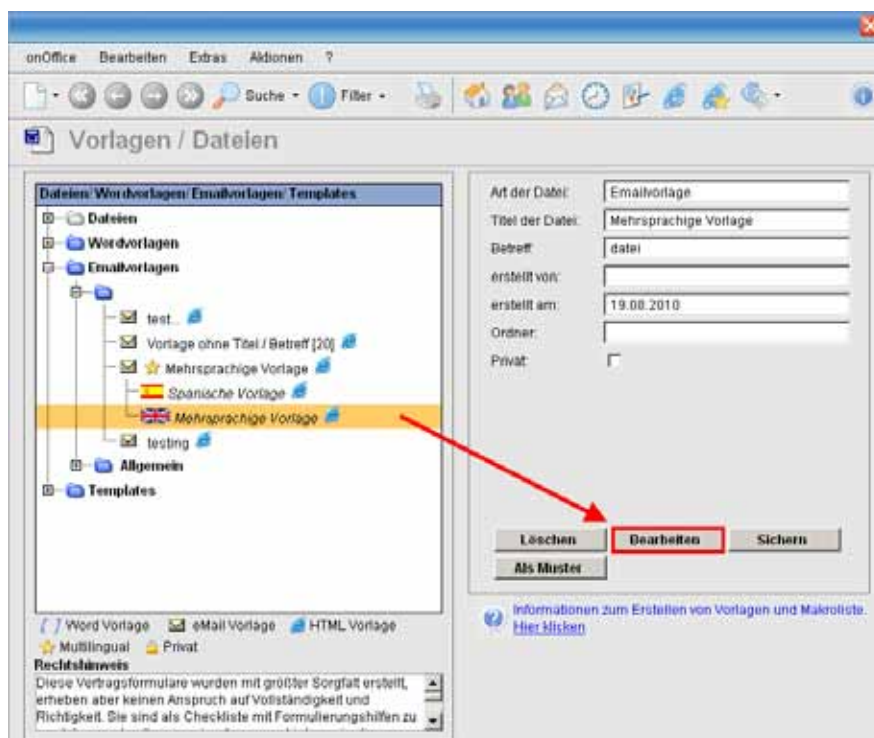 onOffice Bearbeiten Extras Aktionen ?
Suche Filter
Vorlagen / Dateien
Dateien/Wordvorlagen/Emailvorlagen/Templates
Dateien
Wordvorlagen
Emailvorlagen
test...
Vorlage ohne Titel / Betreff [20]
Mehrsprachige Vorlage
Spanische Vorlage
Mehrsprachige Vorlage
testing
Allgemein
Templates
[ ] Word Vorlage eMail Vorlage HTML Vorlage
Multilingual Privat
Rechtshinweis
Diese Vertragsformulare wurden mit größter Sorgfalt erstellt,
erheben aber keinen Anspruch auf Vollständigkeit und
Richtigkeit. Sie sind als Checkliste mit Formulierungshilfen zu
Art der Datei: Emailvorlage
Titel der Datei: Mehrsprachige Vorlage
Betreff: datei
erstellt von:
erstellt am: 19.08.2010
Ordner:
Privat:
Löschen Bearbeiten Sichern
Als Muster
Informationen zum Erstellen von Vorlagen und Makroliste.
Hier klicken